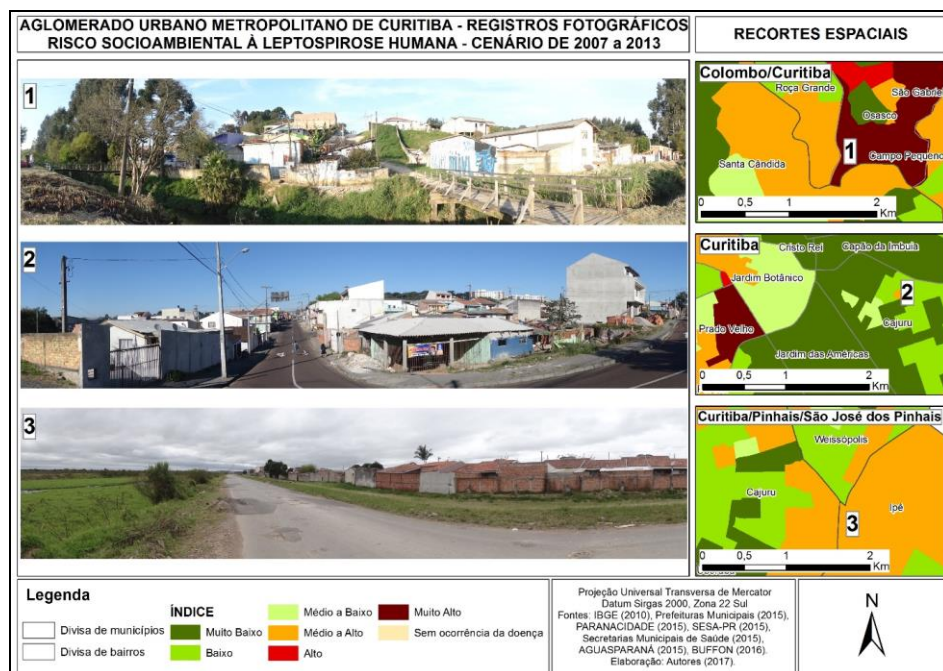 AGLOMERADO URBANO METROPOLITANO DE CURITIBA - REGISTROS FOTOGRÁFICOS
RISCO SOCIOAMBIENTAL À LEPTOSPIROSE HUMANA - CENÁRIO DE 2007 a 2013
RECORTES ESPACIAIS
1
Colombo/Curitiba
Roça Grande
São Gabriel
Osasco
1
Campo Pequeno
Santa Cândida
0 0,5 1 2
Km
2
Curitiba
Cristo Rei
Capão da Imbuia
Jardim Botânico
2
Cajuru
Prado Velho
Jardim das Américas
0 0,5 1 2
Km
3
Curitiba/Pinhais/São José dos Pinhais
Weissópolis
Cajuru
Ipê
3
0 0,5 1 2
Km
Legenda
Divisa de municípios
Divisa de bairros
ÍNDICE
Muito Baixo
Baixo
Médio a Baixo
Médio a Alto
Alto
Muito Alto
Sem ocorrência da doença
Projeção Universal Transversa de Mercator
Datum Sirgas 2000, Zona 22 Sul
Fontes: IBGE (2010), Prefeituras Municipais (2015),
PARANACIDADE (2015), SESA-PR (2015),
Secretarias Municipais de Saúde (2015),
AGUASPARANÁ (2015), BUFFON (2016).
Elaboração: Autores (2017).
N